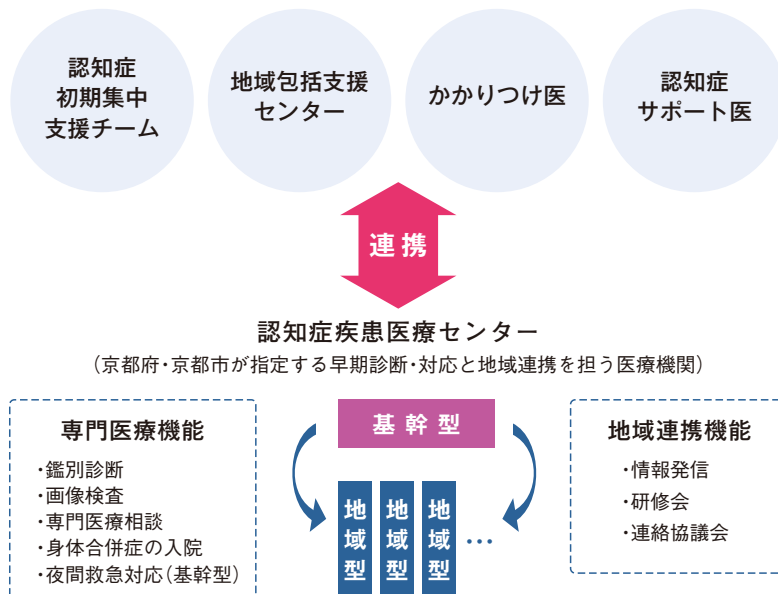 認知症
初期集中
支援チーム
地域包括支援
センター
かかりつけ医
認知症
サポート医
連携
認知症疾患医療センター
(京都府・京都市が指定する早期診断・対応と地域連携を担う医療機関)
専門医療機能
・鑑別診断
・画像検査
・専門医療相談
・身体合併症の入院
・夜間救急対応(基幹型)
基幹型
地域型
地域型
地域型
…
地域連携機能
・情報発信
・研修会
・連絡協議会